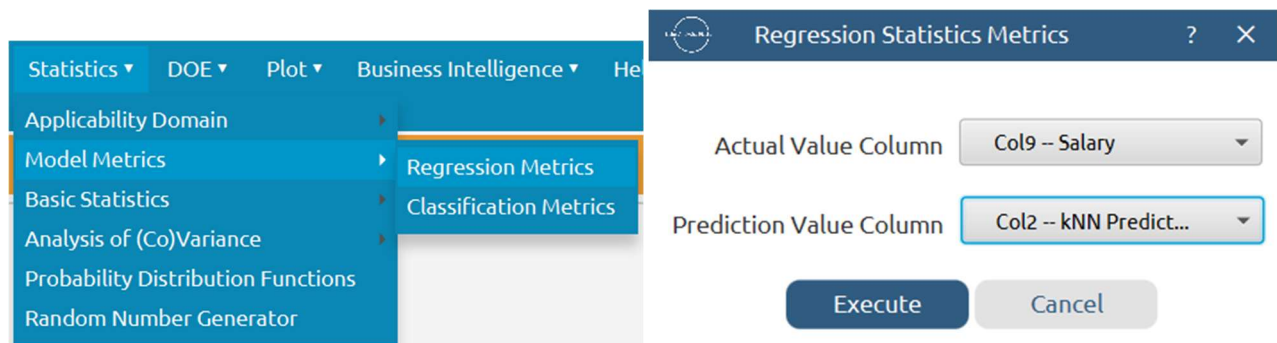 Statistics ▾ DOE ▾ Plot ▾ Business Intelligence ▾ He
Applicability Domain
Model Metrics
Basic Statistics
Analysis of (Co)Variance
Probability Distribution Functions
Random Number Generator
Regression Metrics
Classification Metrics
Regression Statistics Metrics ? ✕
Actual Value Column Col9 -- Salary
Prediction Value Column Col2 -- kNN Predict...
Execute Cancel